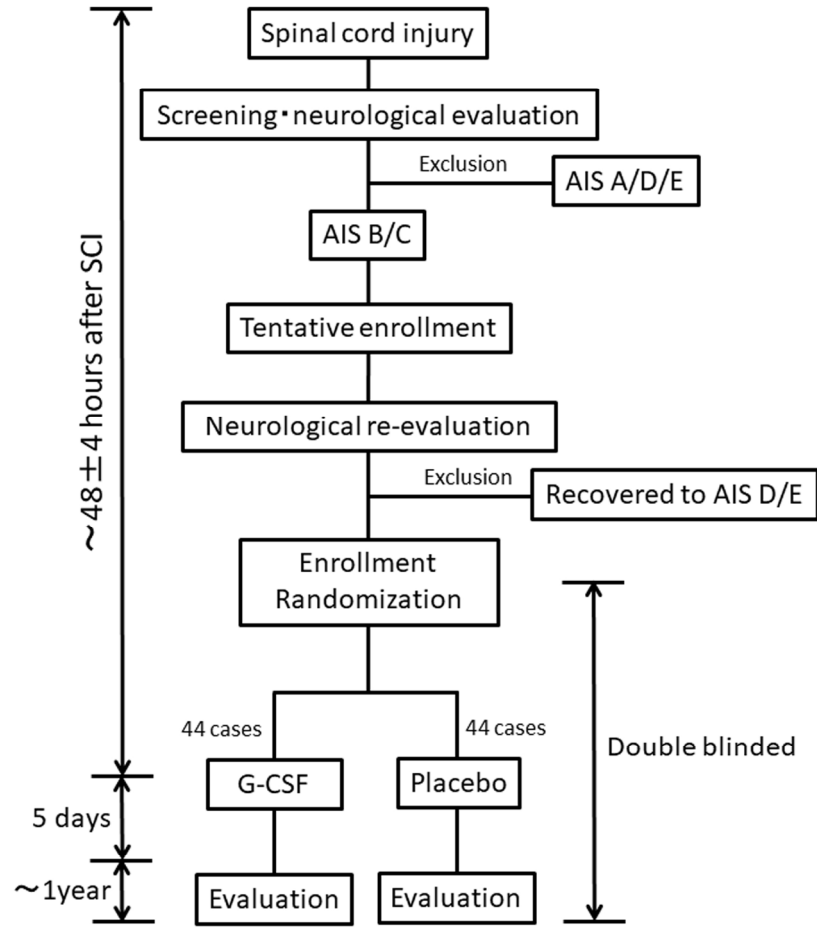 Spinal cord injury
Screening・neurological evaluation
Exclusion
AIS A/D/E
AIS B/C
Tentative enrollment
Neurological re-evaluation
Exclusion
Recovered to AIS D/E
Enrollment
Randomization
44 cases
44 cases
G-CSF
Placebo
Evaluation
Evaluation
~48±4 hours after SCI
5 days
~1year
Double blinded